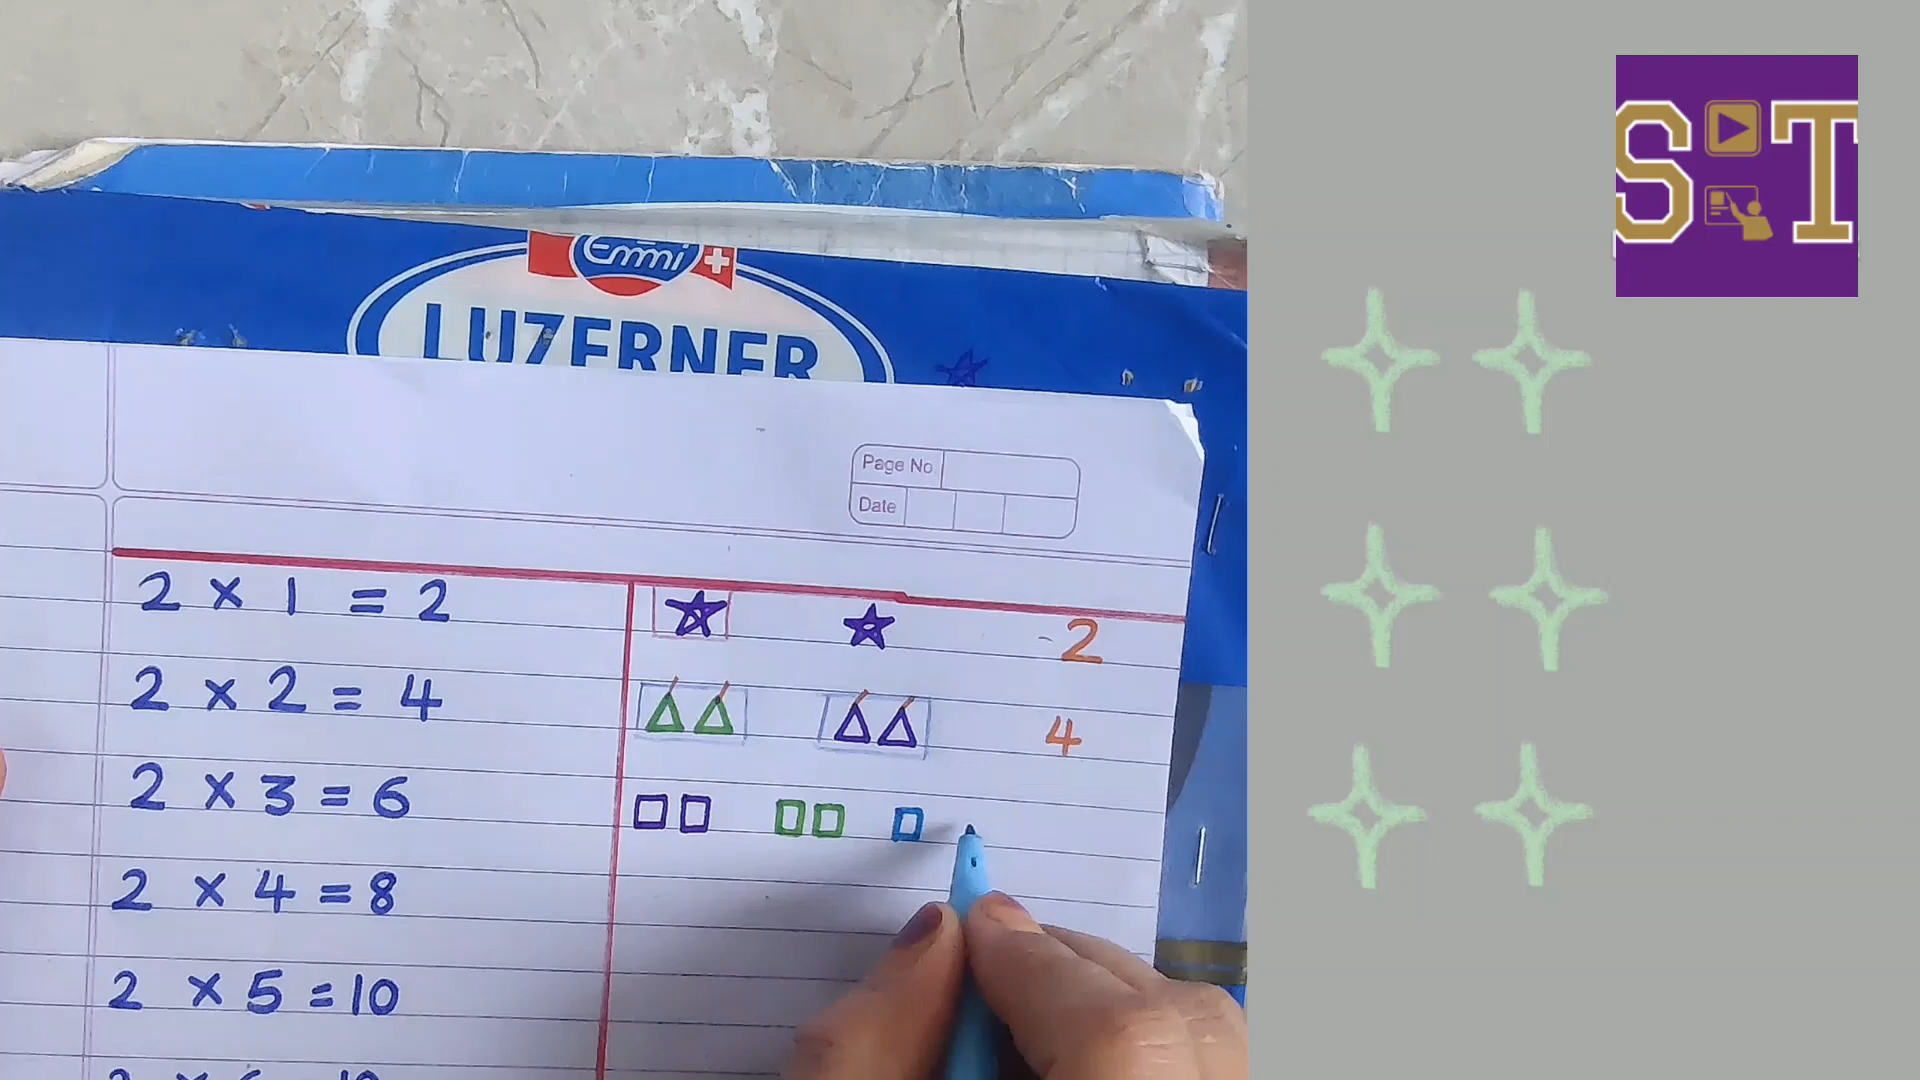 S T
Emmi
LUZERNER
Page No
Date
2 × 1 = 2
2
2 × 2 = 4
4
2 × 3 = 6
2 × 4 = 8
2 × 5 = 10